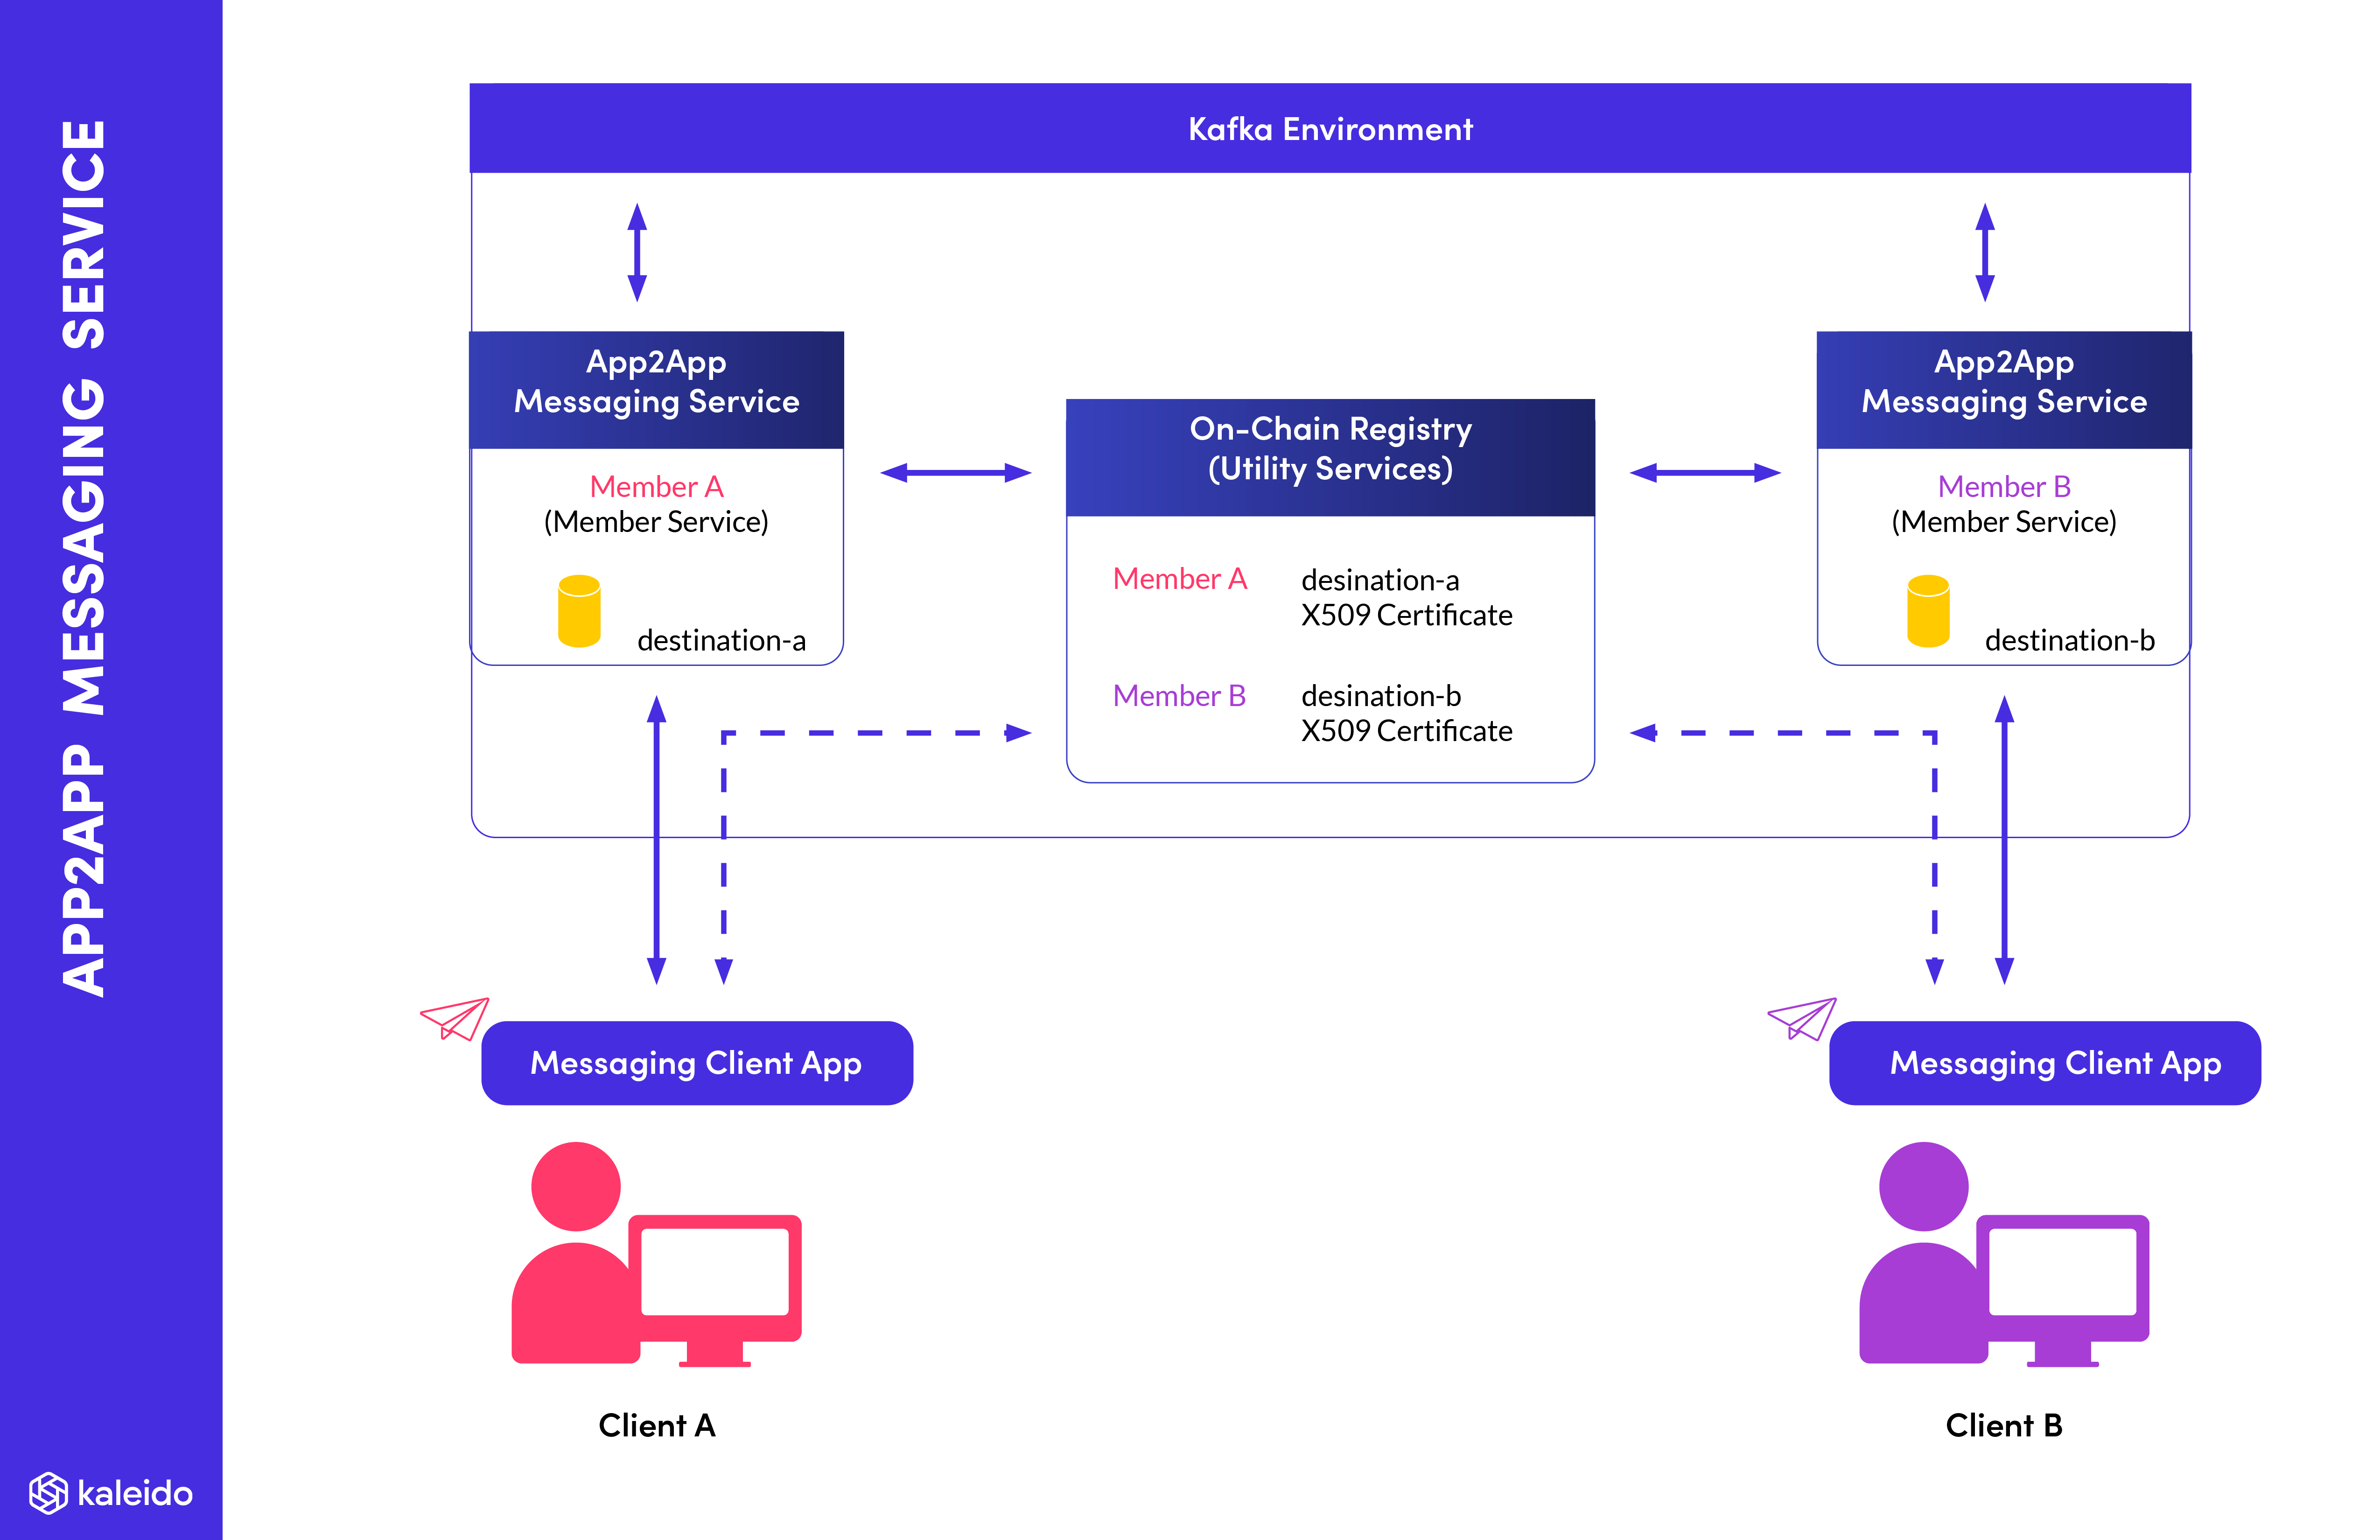 APP2APP MESSAGING SERVICE
Kafka Environment
App2App
Messaging Service
Member A
(Member Service)
destination-a
On-Chain Registry
(Utility Services)
Member A
desination-a
X509 Certificate
Member B
desination-b
X509 Certificate
App2App
Messaging Service
Member B
(Member Service)
destination-b
Messaging Client App
Messaging Client App
Client A
Client B
kaleido